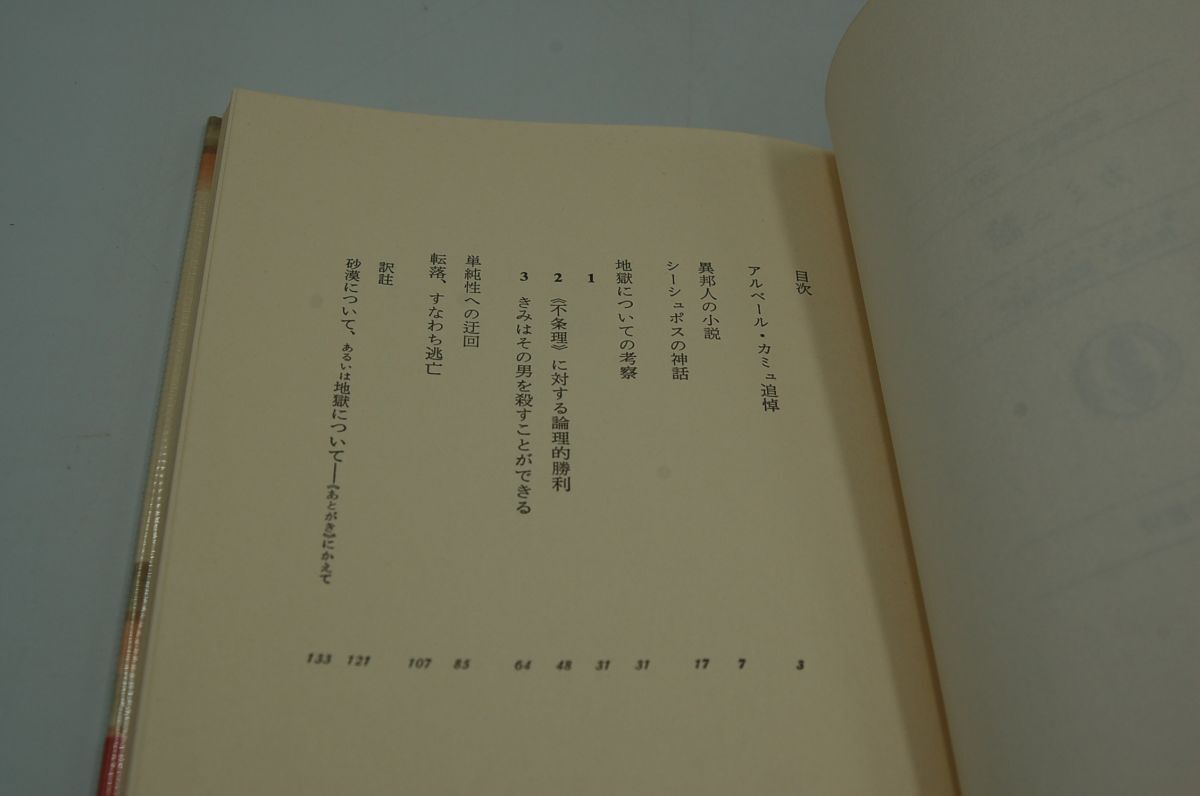 目次
アルベール・カミュ追悼 3
異邦人の小説 7
シーシュポスの神話 17
地獄についての考察 31
1 31
2 《不条理》に対する論理的勝利 48
3 きみはその男を殺すことができる 64
単純性への迂回 85
転落、すなわち逃亡 107
訳註 121
砂漠について、あるいは地獄について――《あとがき》にかえて 133